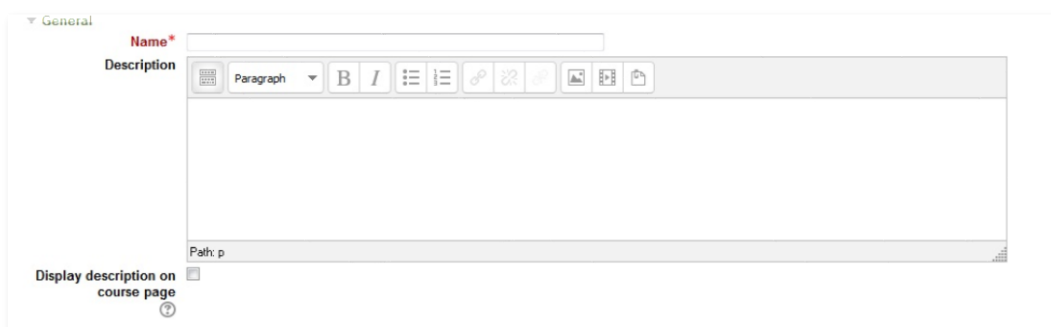 General
Name*
Description
Paragraph
B I
Path: p
Display description on
course page